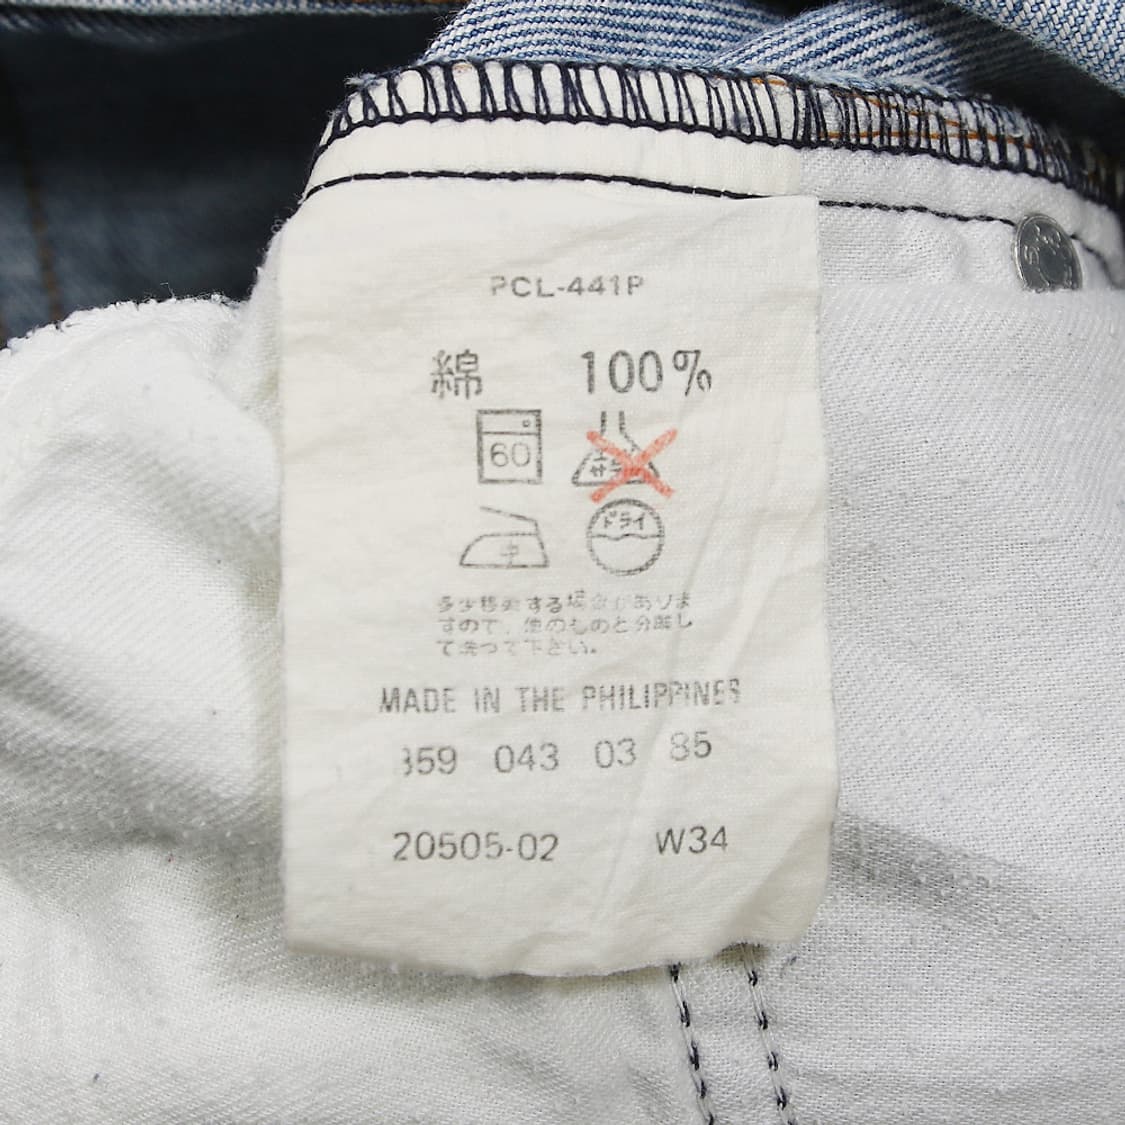 PCL-441P
綿 100%
60
中 ドライ
多少移染する場合がありま
すので、他のものと分離し
て洗って下さい。
MADE IN THE PHILIPPINES
359 043 03 85
20505-02 W34